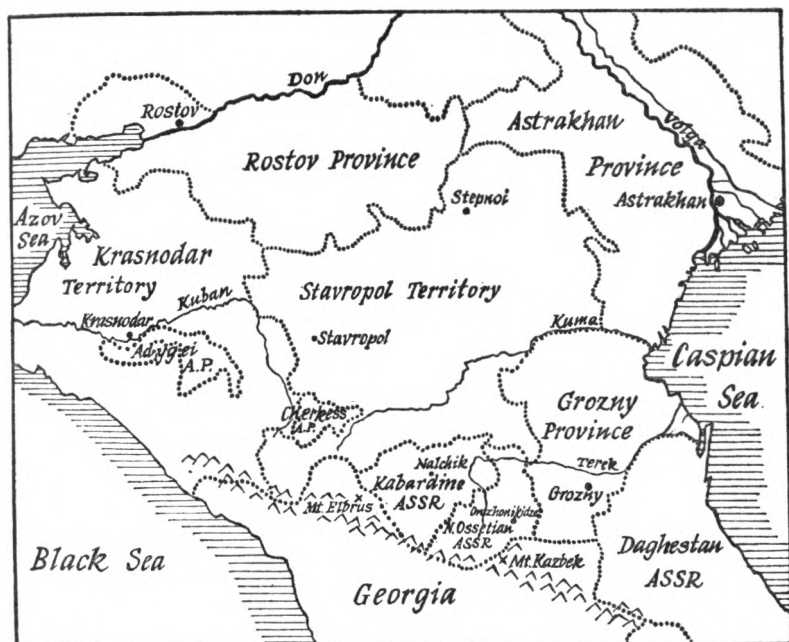 Don
Rostov
Volga
Astrakhan
Province
Rostov Province
Stepnoi
Astrakhan
Azov
Sea
Krasnodar
Territory
Kuban
Stavropol Territory
Krasnodar
Stavropol
Kuma
Adygei
A.P.
Caspian
Sea
Cherkess
A.P.
Grozny
Province
Nalchik
Terek
Kabardine
ASSR
Grozny
Mt. Elbrus
Ordzhonikidze
N. Ossetian
ASSR
Daghestan
ASSR
Mt. Kazbek
Black Sea
Georgia